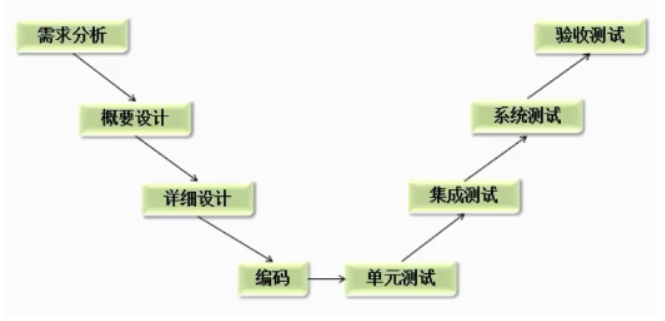 需求分析
验收测试
概要设计
系统测试
详细设计
集成测试
编码
单元测试